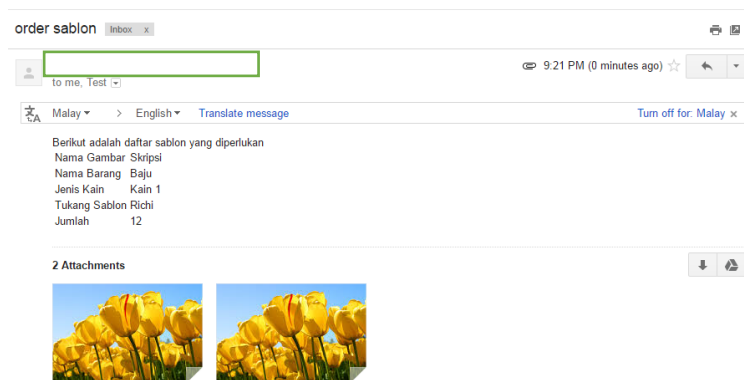 order sablon Inbox x
9:21 PM (0 minutes ago)
to me, Test
Malay > English Translate message Turn off for: Malay x
Berikut adalah daftar sablon yang diperlukan
Nama Gambar Skripsi
Nama Barang Baju
Jenis Kain Kain 1
Tukang Sablon Richi
Jumlah 12
2 Attachments